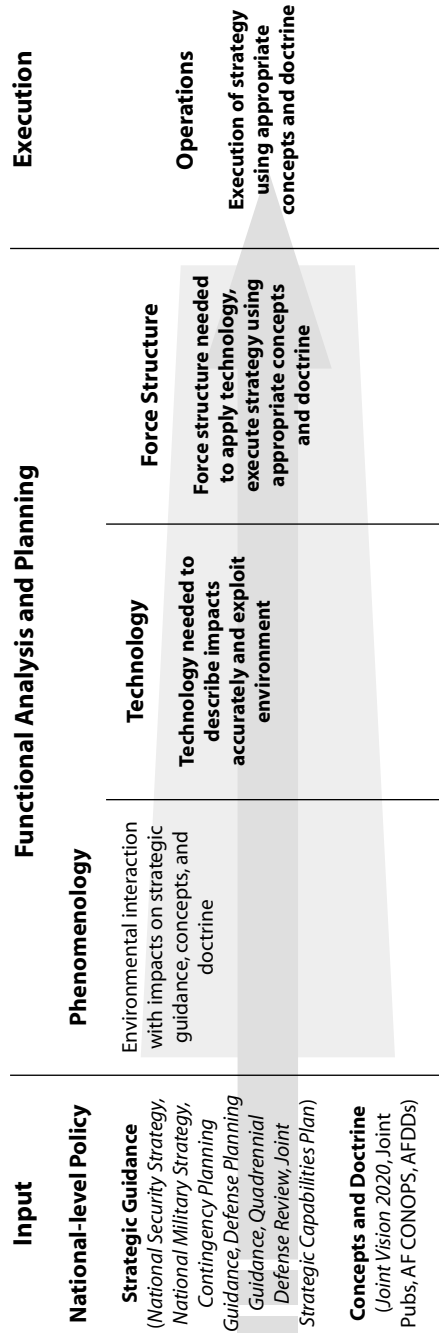 Input
Functional Analysis and Planning
Execution
National-level Policy
Phenomenology
Technology
Force Structure
Operations
Strategic Guidance
(National Security Strategy,
National Military Strategy,
Contingency Planning
Guidance, Defense Planning
Guidance, Quadrennial
Defense Review, Joint
Strategic Capabilities Plan)
Concepts and Doctrine
(Joint Vision 2020, Joint
Pubs, AF CONOPS, AFDDs)
Environmental interaction
with impacts on strategic
guidance, concepts, and
doctrine
Technology needed to
describe impacts
accurately and exploit
environment
Force structure needed
to apply technology,
execute strategy using
appropriate concepts
and doctrine
Execution of strategy
using appropriate
concepts and doctrine